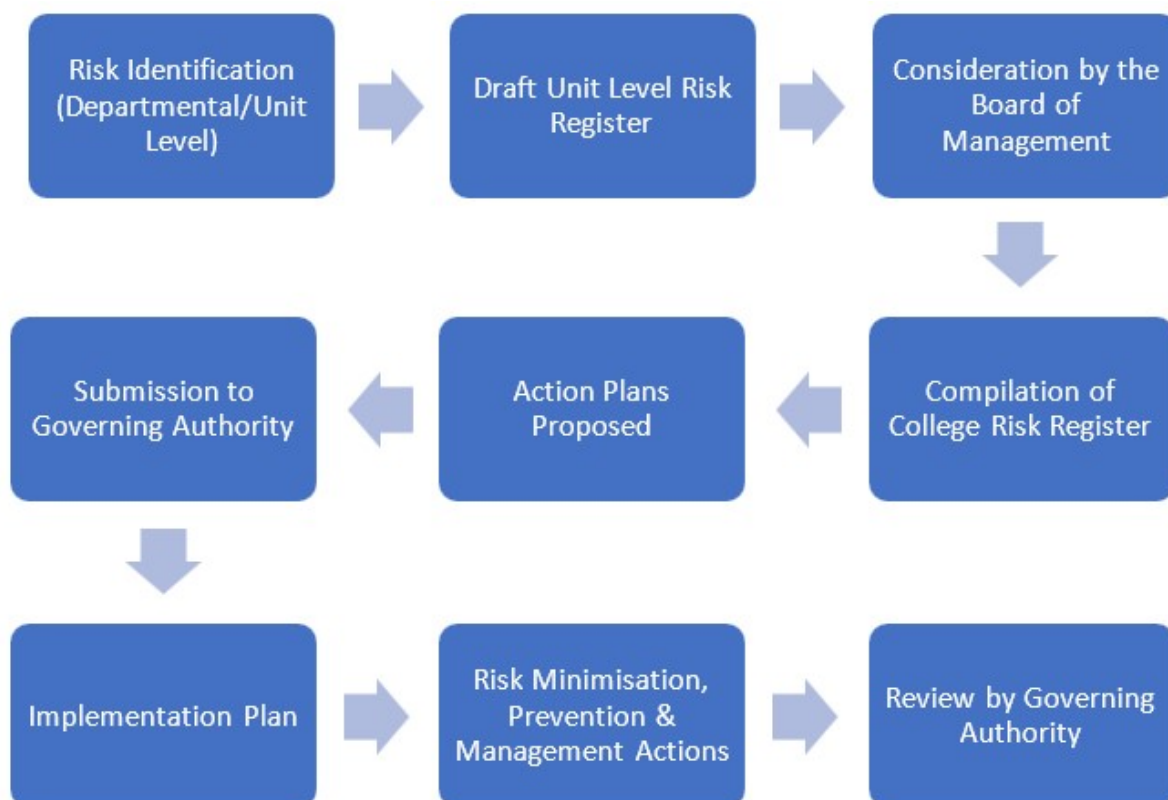 Risk Identification
(Departmental/Unit
Level)
Draft Unit Level Risk
Register
Consideration by the
Board of
Management
Compilation of
College Risk Register
Action Plans
Proposed
Submission to
Governing Authority
Implementation Plan
Risk Minimisation,
Prevention &
Management Actions
Review by Governing
Authority